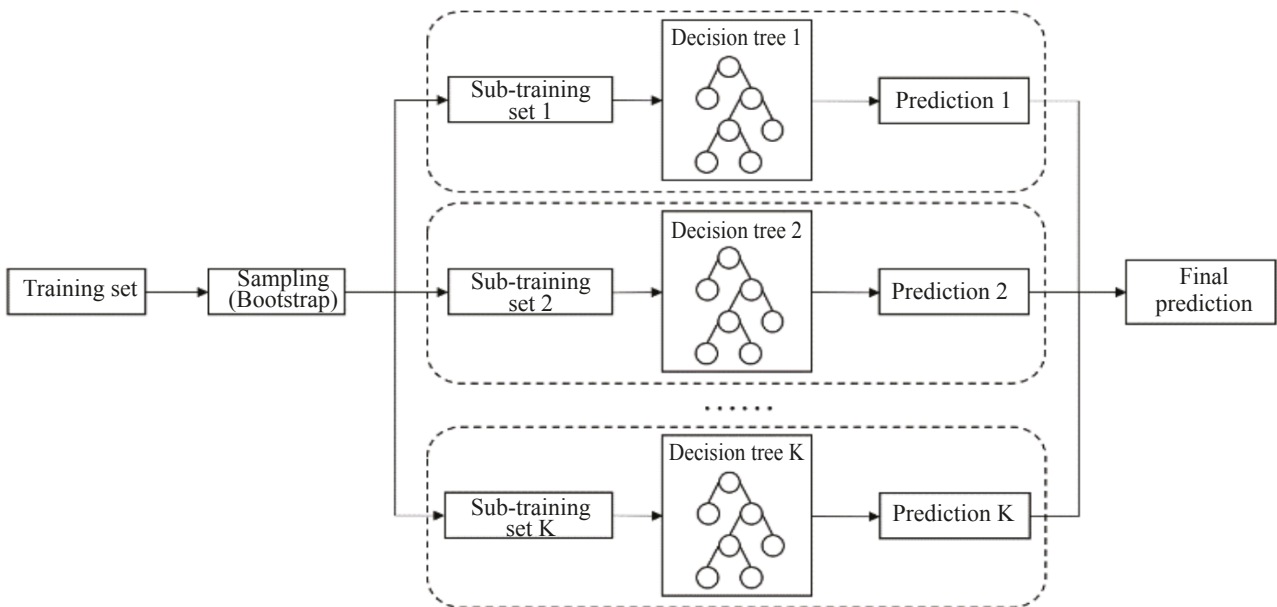 Training set
Sampling
(Bootstrap)
Sub-training
set 1
Decision tree 1
Prediction 1
Sub-training
set 2
Decision tree 2
Prediction 2
......
Sub-training
set K
Decision tree K
Prediction K
Final
prediction